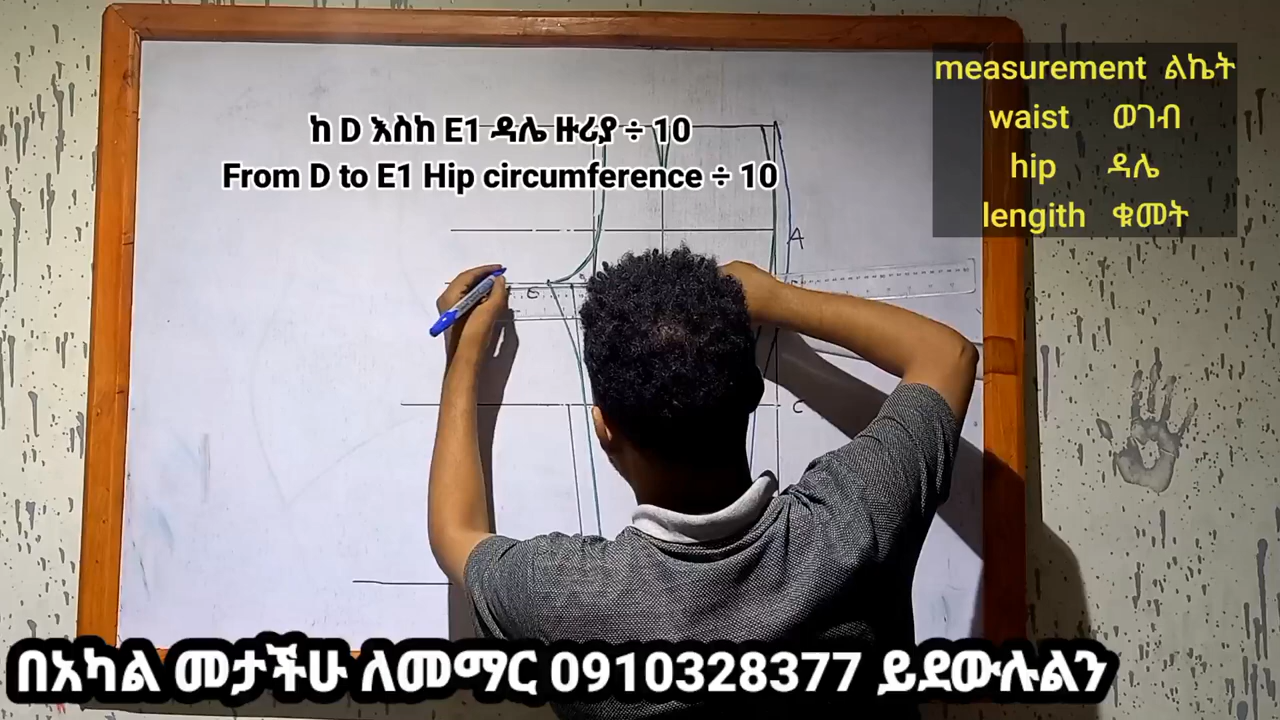 ከ D እስከ E1 ዳሌ ዙሪያ ÷ 10
From D to E1 Hip circumference ÷ 10
measurement ልኬት
waist ወገብ
hip ዳሌ
lengith ቁመት
A
C
በአካል መታችሁ ለመማር 0910328377 ይደውሉልን